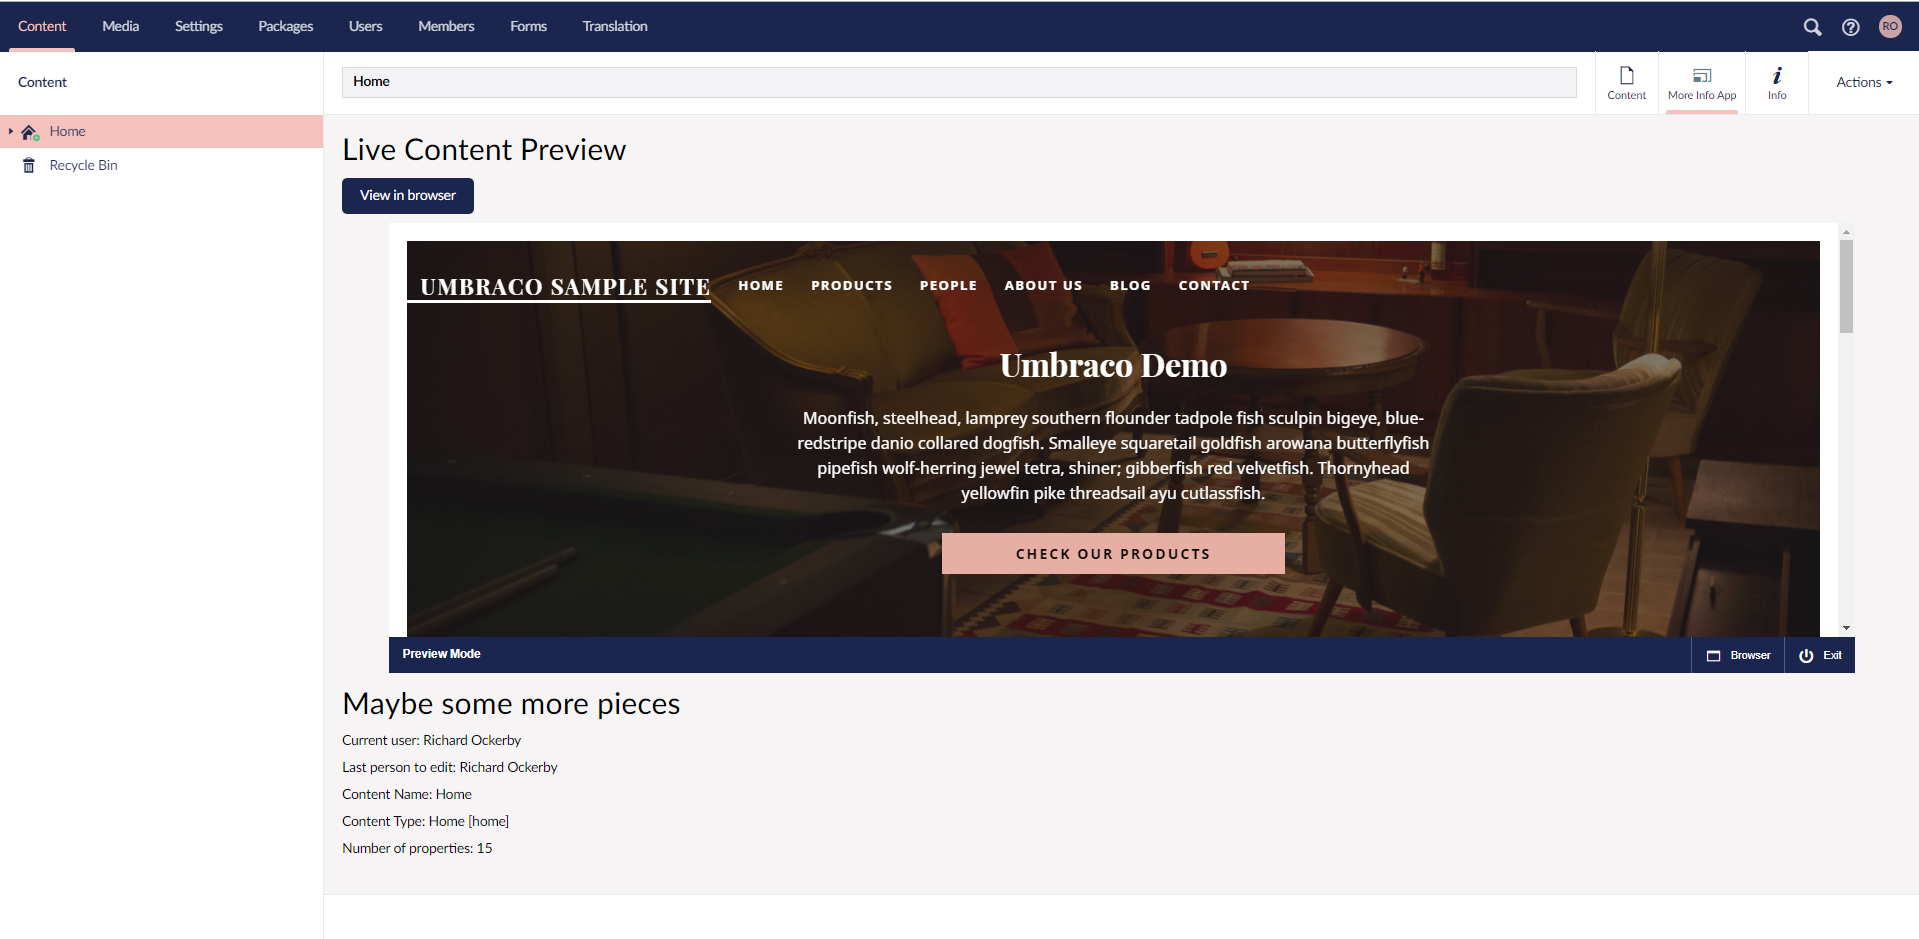 Content Media Settings Packages Users Members Forms Translation RO
Content
Home
Recycle Bin
Home
Content More Info App Info Actions
Live Content Preview
View in browser
UMBRACO SAMPLE SITE HOME PRODUCTS PEOPLE ABOUT US BLOG CONTACT
Umbraco Demo
Moonfish, steelhead, lamprey southern flounder tadpole fish sculpin bigeye, blue-
redstripe danio collared dogfish. Smalleye squaretail goldfish arowana butterflyfish
pipefish wolf-herring jewel tetra, shiner; gibberfish red velvetfish. Thornyhead
yellowfin pike threadsail ayu cutlassfish.
CHECK OUR PRODUCTS
Preview Mode Browser Exit
Maybe some more pieces
Current user: Richard Ockerby
Last person to edit: Richard Ockerby
Content Name: Home
Content Type: Home [home]
Number of properties: 15